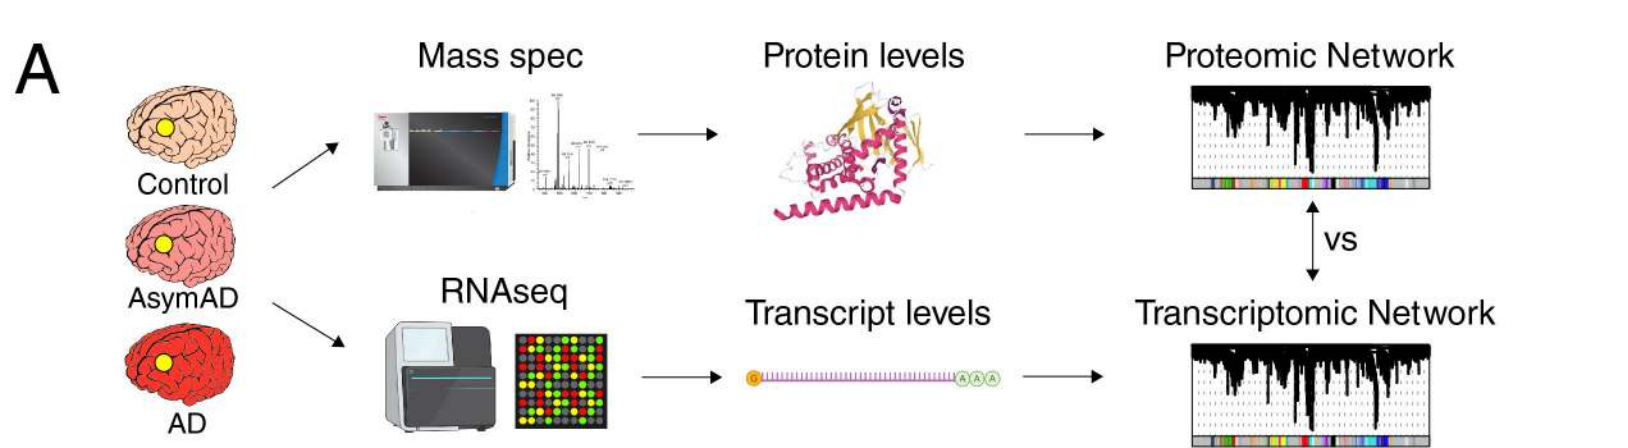 A
Mass spec
Protein levels
Proteomic Network
Control
AsymAD
AD
vs
RNAseq
Transcript levels
Transcriptomic Network
G
A A A